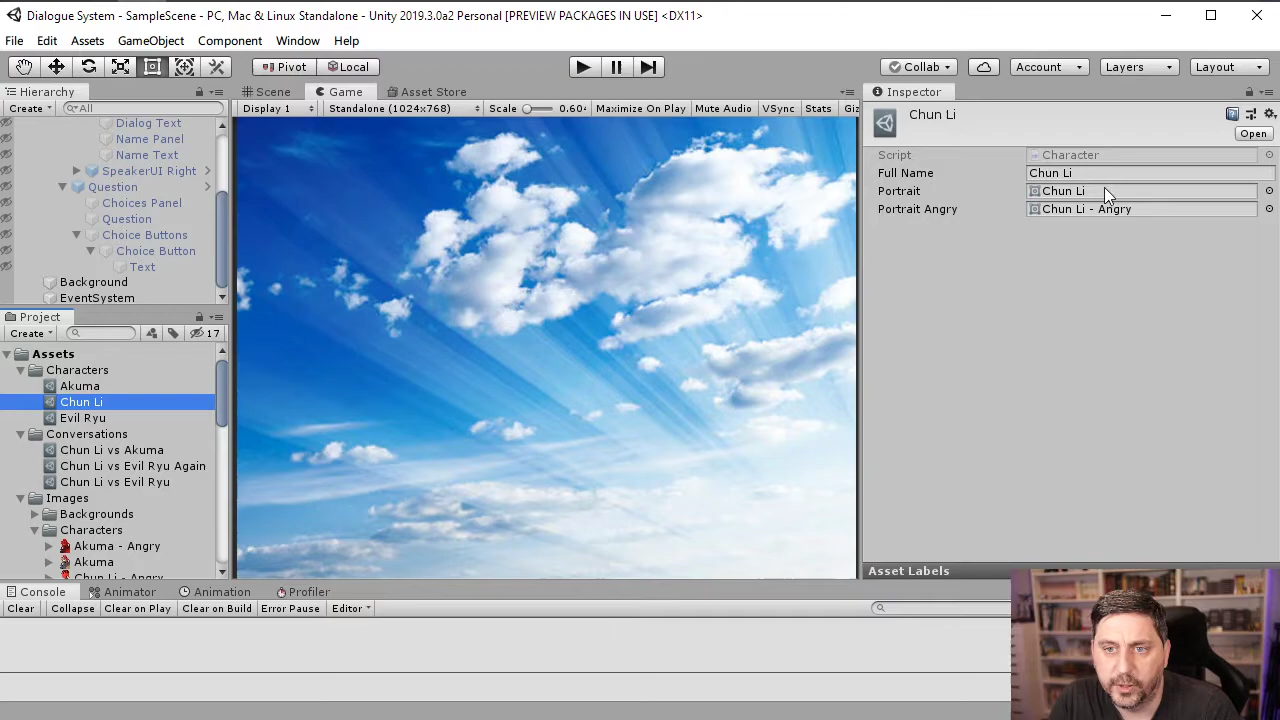 Dialogue System - SampleScene - PC, Mac & Linux Standalone - Unity 2019.3.0a2 Personal [PREVIEW PACKAGES IN USE] <DX11>
File Edit Assets GameObject Component Window Help
Pivot Local Collab Account Layers Layout
Hierarchy
Create All
Dialog Text
Name Panel
Name Text
SpeakerUI Right
Question
Choices Panel
Question
Choice Buttons
Choice Button
Text
Background
EventSystem
Project
Create 17
Assets
Characters
Akuma
Chun Li
Evil Ryu
Conversations
Chun Li vs Akuma
Chun Li vs Evil Ryu Again
Chun Li vs Evil Ryu
Images
Backgrounds
Characters
Akuma - Angry
Akuma
Chun Li - Angry
Scene Game Asset Store
Display 1 Standalone (1024x768) Scale 0.60 Maximize On Play Mute Audio VSync Stats Gi
Inspector
Chun Li
Open
Script Character
Full Name Chun Li
Portrait Chun Li
Portrait Angry Chun Li - Angry
Asset Labels
Console Animator Animation Profiler
Clear Collapse Clear on Play Clear on Build Error Pause Editor